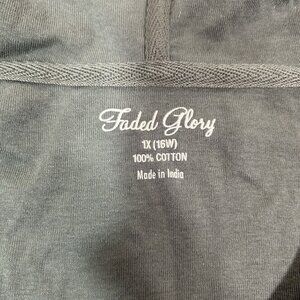 Faded Glory
1X (16W)
100% COTTON
Made in India